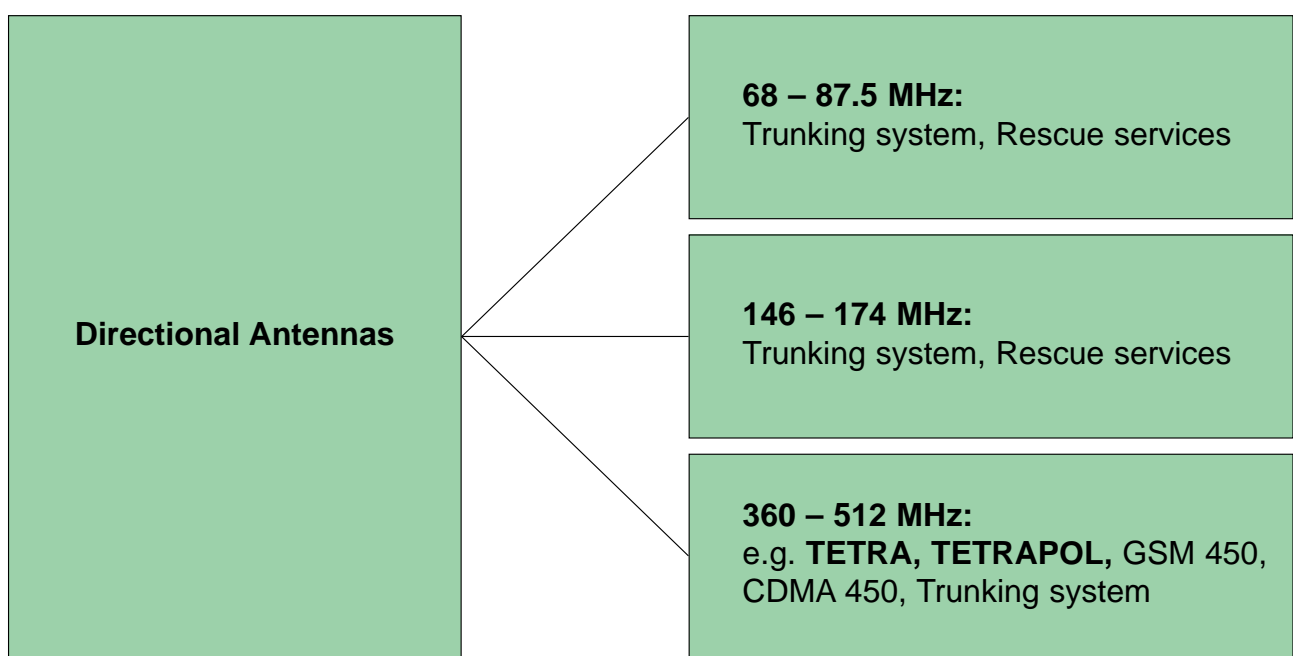 Directional Antennas
68 – 87.5 MHz:
Trunking system, Rescue services
146 – 174 MHz:
Trunking system, Rescue services
360 – 512 MHz:
e.g. TETRA, TETRAPOL, GSM 450,
CDMA 450, Trunking system